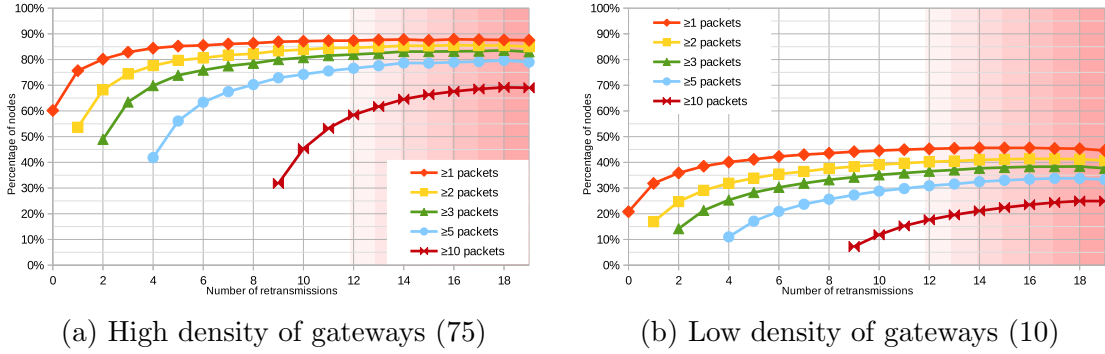 100%
90%
80%
70%
60%
50%
40%
30%
20%
10%
0%
Percentage of nodes
≥1 packets
≥2 packets
≥3 packets
≥5 packets
≥10 packets
0 2 4 6 8 10 12 14 16 18
Number of retransmissions
(a) High density of gateways (75)
100%
90%
80%
70%
60%
50%
40%
30%
20%
10%
0%
Percentage of nodes
≥1 packets
≥2 packets
≥3 packets
≥5 packets
≥10 packets
0 2 4 6 8 10 12 14 16 18
Number of retransmissions
(b) Low density of gateways (10)